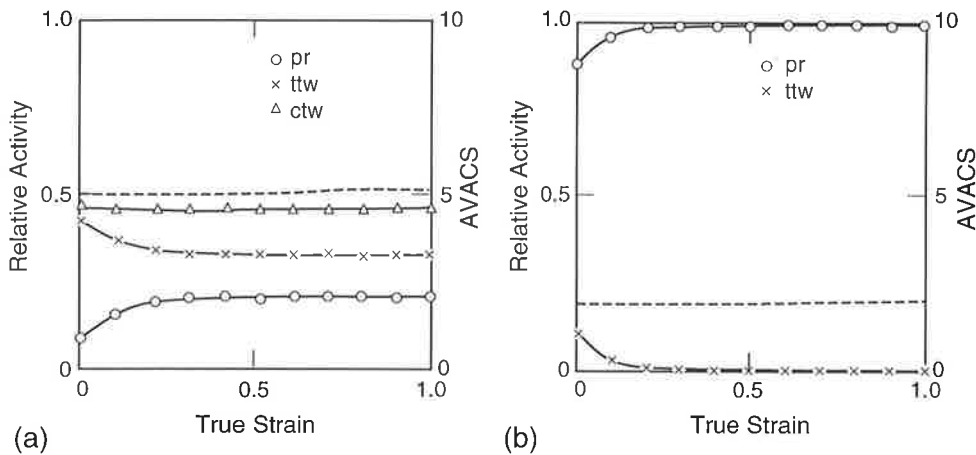 1.0
0.5
0
Relative Activity
○ pr
× ttw
△ ctw
10
5
0
AVACS
0
0.5
1.0
True Strain
(a)
1.0
0.5
0
Relative Activity
○ pr
× ttw
10
5
0
AVACS
0
0.5
1.0
True Strain
(b)